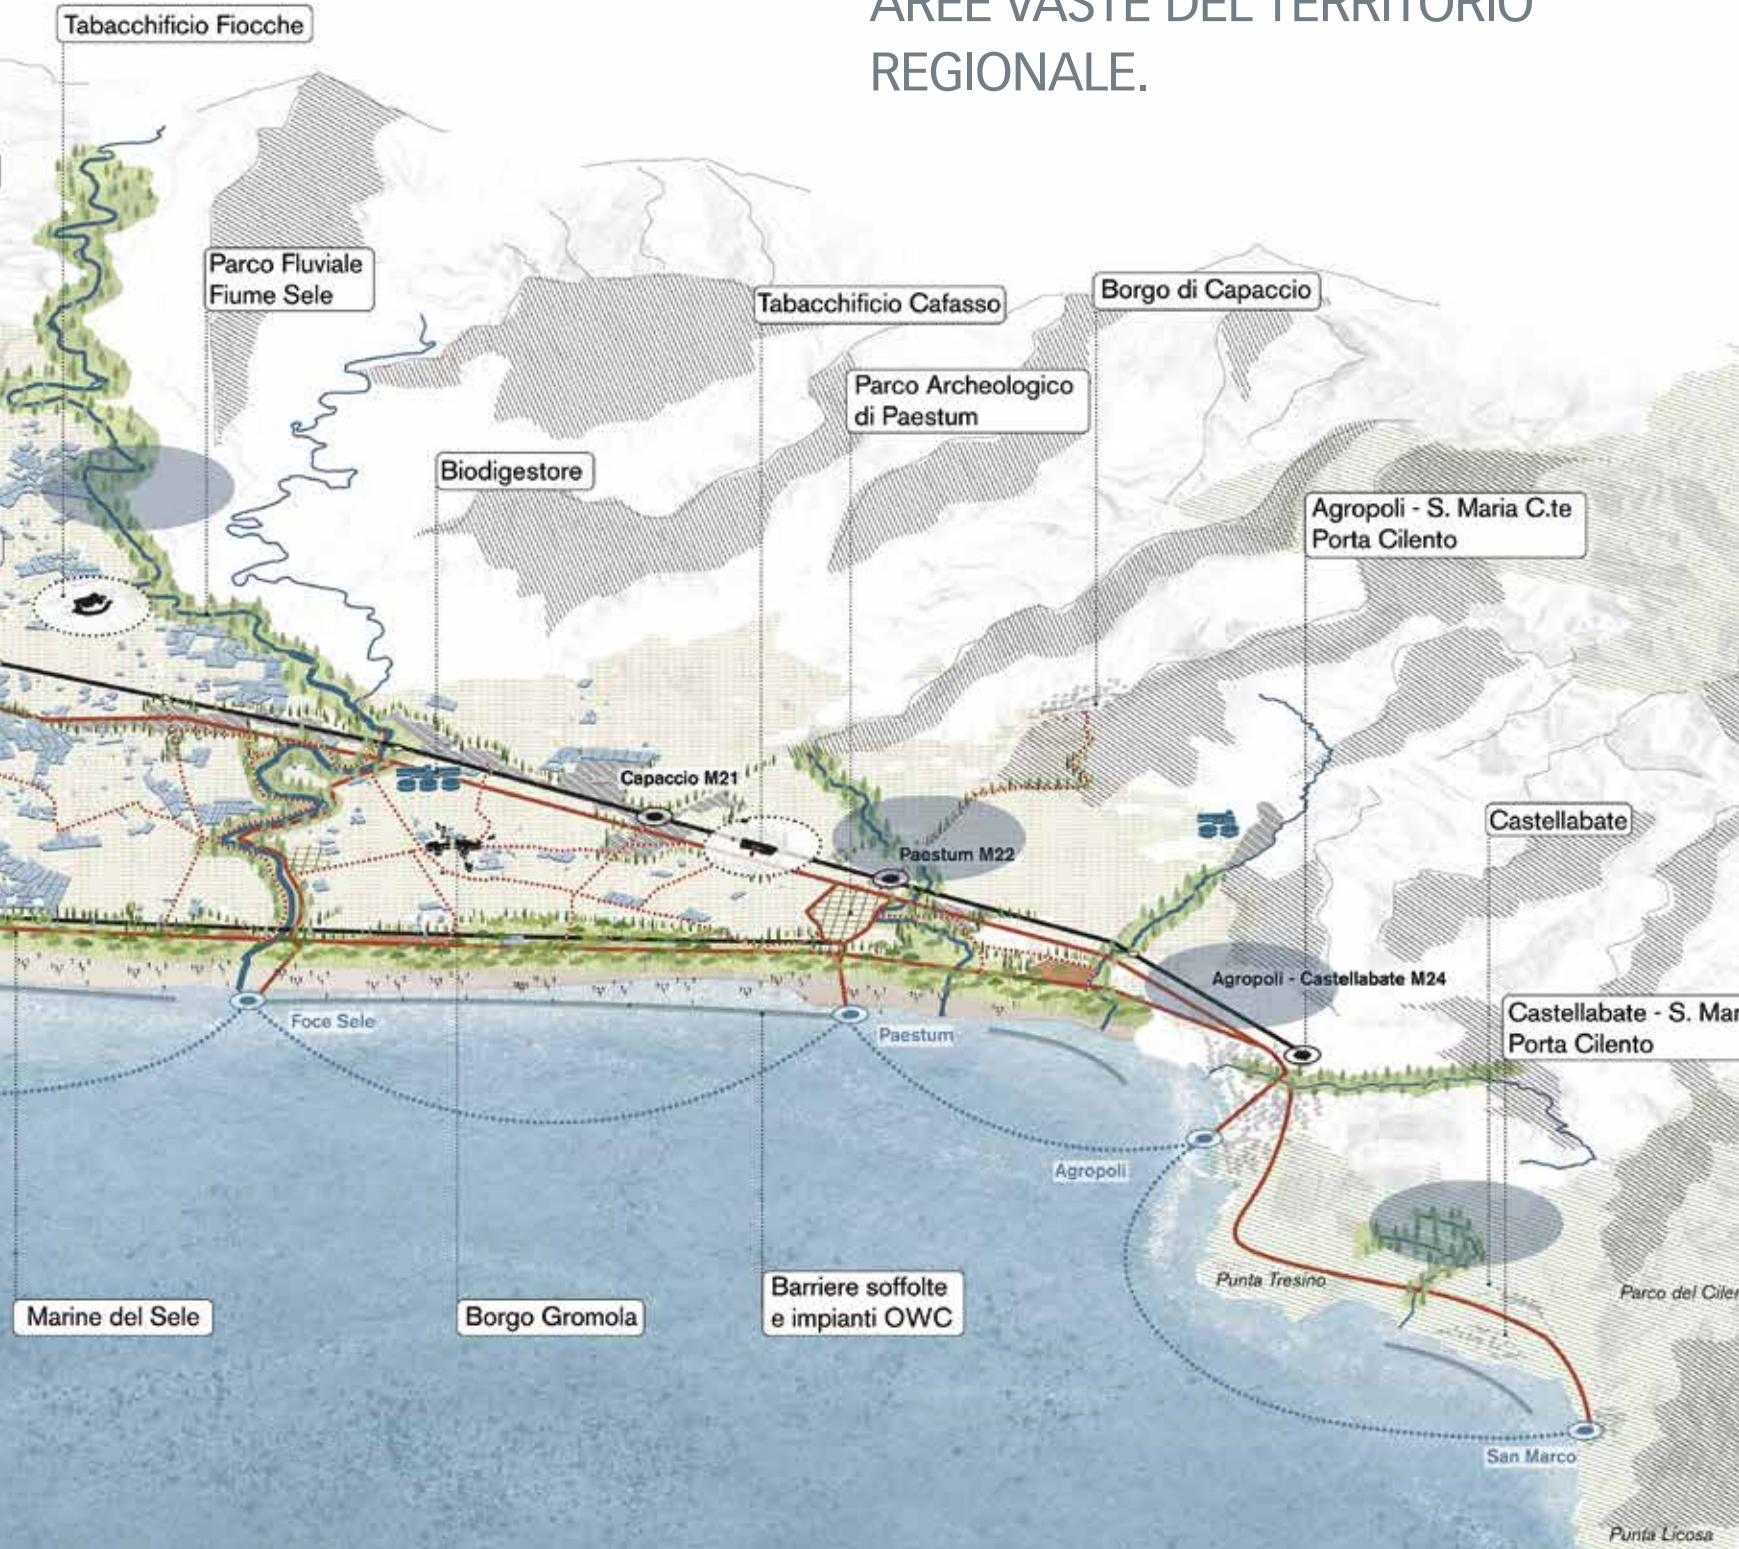 AREE VASTE DEL TERRITORIO
REGIONALE.
Tabacchificio Fiocche
Parco Fluviale
Fiume Sele
Tabacchificio Cafasso
Borgo di Capaccio
Parco Archeologico
di Paestum
Biodigestore
Agropoli - S. Maria C.te
Porta Cilento
Capaccio M21
Castellabate
Paestum M22
Agropoli - Castellabate M24
Castellabate - S. Mar
Porta Cilento
Foce Sele
Paestum
Agropoli
Punta Tresino
Parco del Cile
Marine del Sele
Borgo Gromola
Barriere soffolte
e impianti OWC
San Marco
Punta Licosa